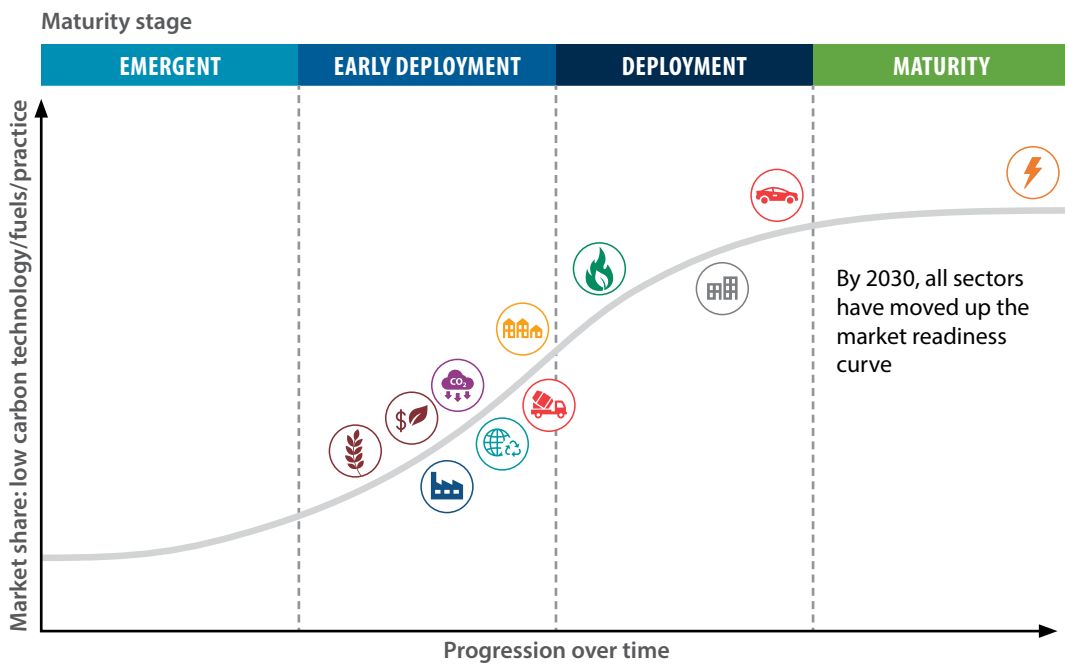 Maturity stage
EMERGENT
EARLY DEPLOYMENT
DEPLOYMENT
MATURITY
Market share: low carbon technology/fuels/practice
CO2
$
By 2030, all sectors
have moved up the
market readiness
curve
Progression over time